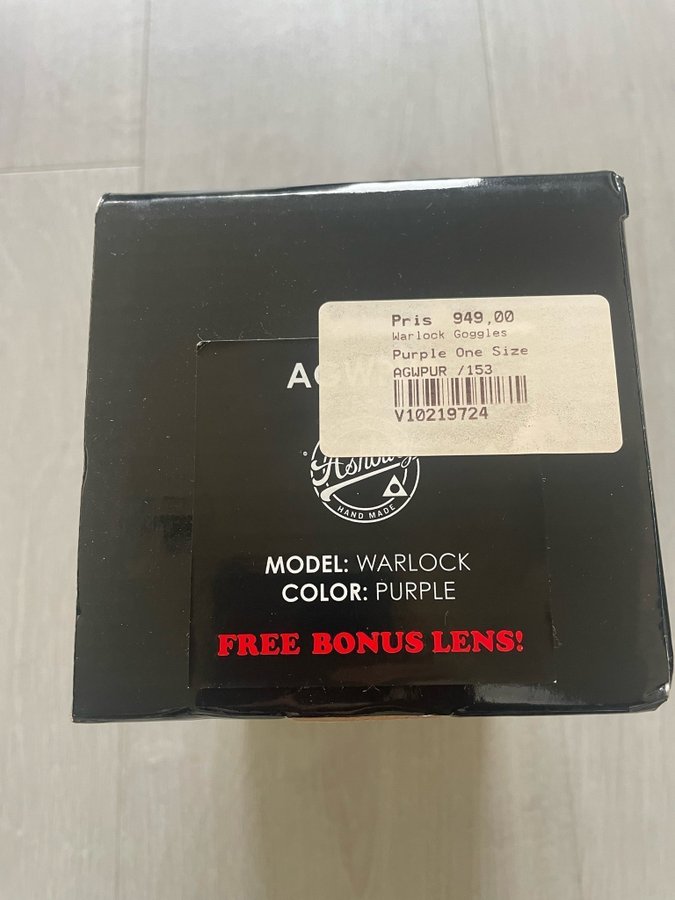 Pris 949,00
Warlock Goggles
Purple One Size
AGWPUR /153
V10219724
HAND MADE
MODEL: WARLOCK
COLOR: PURPLE
FREE BONUS LENS!